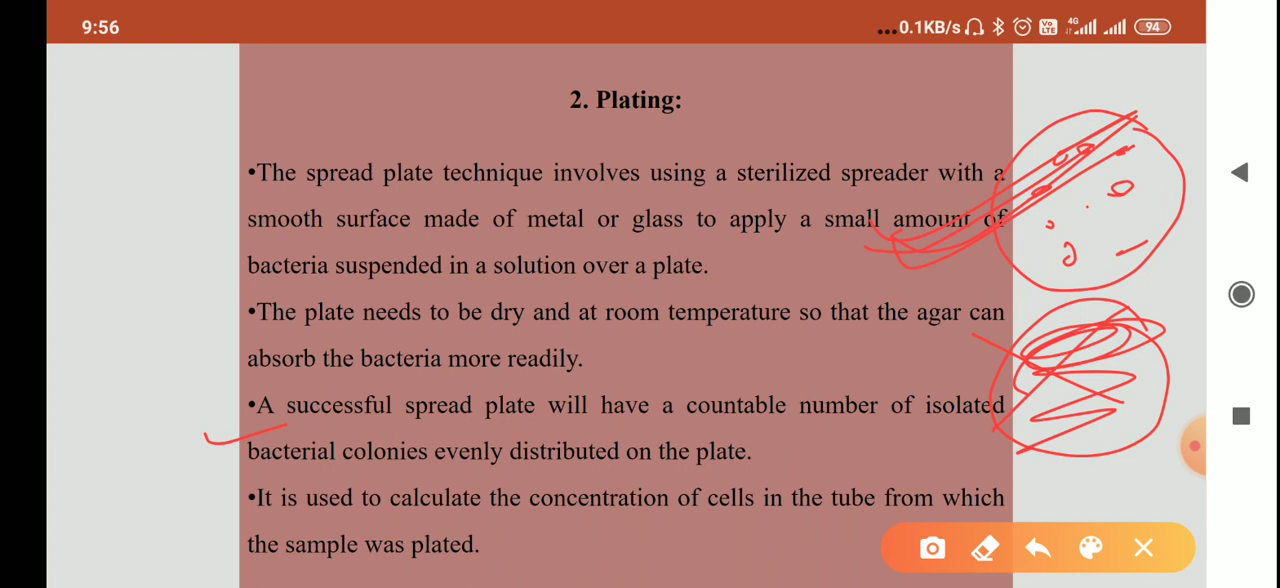 9:56
...0.1KB/s
Vo LTE
4G
94
2. Plating:
•The spread plate technique involves using a sterilized spreader with a
smooth surface made of metal or glass to apply a small amount of
bacteria suspended in a solution over a plate.
•The plate needs to be dry and at room temperature so that the agar can
absorb the bacteria more readily.
•A successful spread plate will have a countable number of isolated
bacterial colonies evenly distributed on the plate.
•It is used to calculate the concentration of cells in the tube from which
the sample was plated.